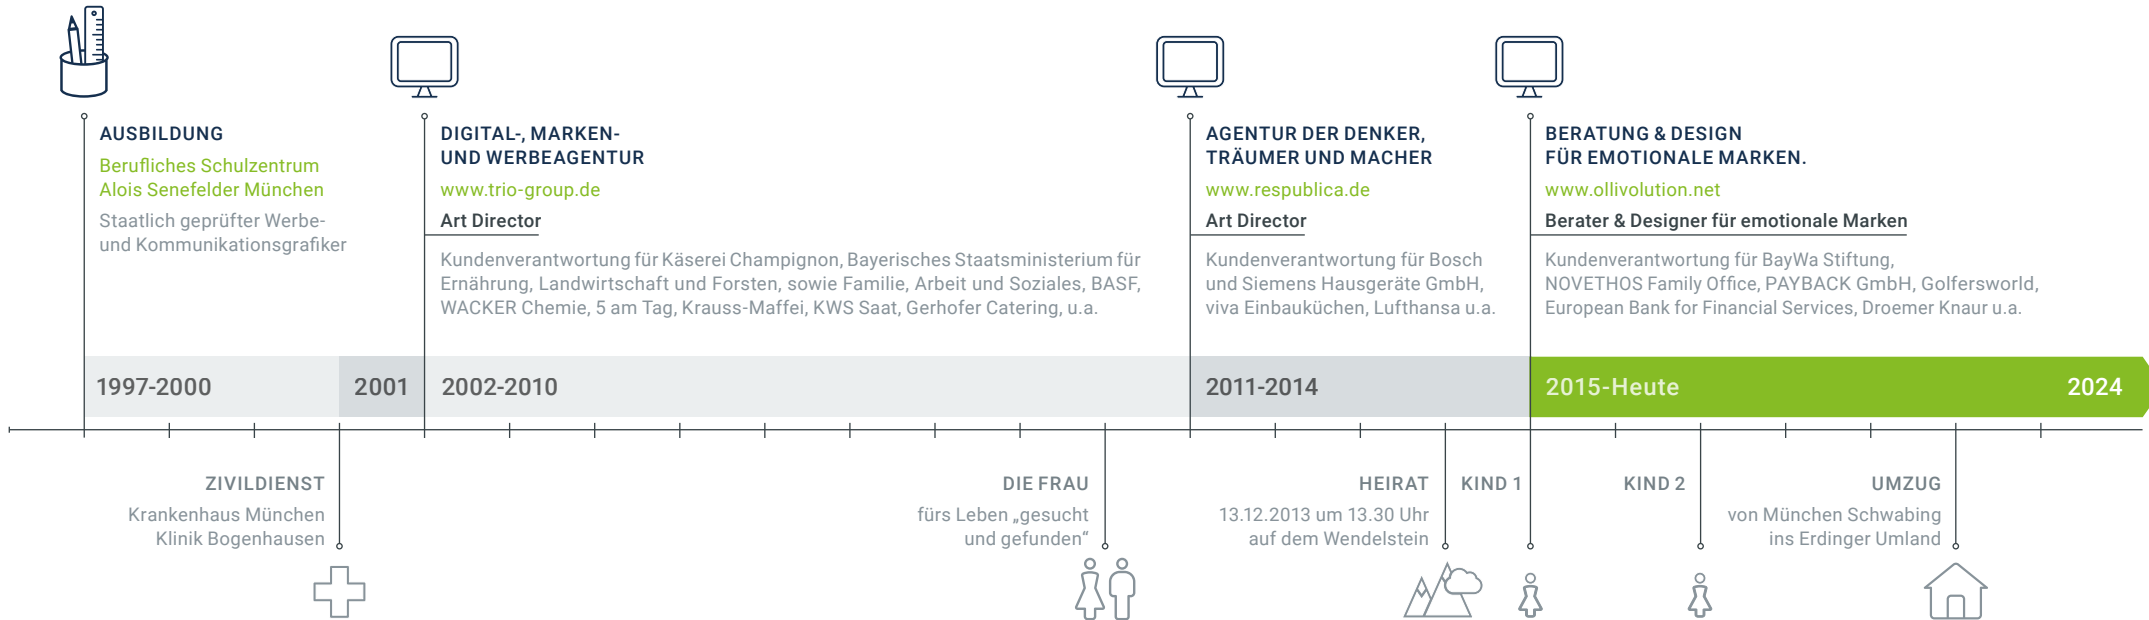 AUSBILDUNG
Berufliches Schulzentrum
Alois Senefelder München
Staatlich geprüfter Werbe-
und Kommunikationsgrafiker
DIGITAL-, MARKEN-
UND WERBEAGENTUR
www.trio-group.de
Art Director
Kundenverantwortung für Käserei Champignon, Bayerisches Staatsministerium für
Ernährung, Landwirtschaft und Forsten, sowie Familie, Arbeit und Soziales, BASF,
WACKER Chemie, 5 am Tag, Krauss-Maffei, KWS Saat, Gerhofer Catering, u.a.
AGENTUR DER DENKER,
TRÄUMER UND MACHER
www.respublica.de
Art Director
Kundenverantwortung für Bosch
und Siemens Hausgeräte GmbH,
viva Einbauküchen, Lufthansa u.a.
BERATUNG & DESIGN
FÜR EMOTIONALE MARKEN.
www.ollivolution.net
Berater & Designer für emotionale Marken
Kundenverantwortung für BayWa Stiftung,
NOVETHOS Family Office, PAYBACK GmbH, Golfersworld,
European Bank for Financial Services, Droemer Knaur u.a.
1997-2000
2001
2002-2010
2011-2014
2015-Heute
2024
ZIVILDIENST
Krankenhaus München
Klinik Bogenhausen
DIE FRAU
fürs Leben „gesucht
und gefunden“
HEIRAT
13.12.2013 um 13.30 Uhr
auf dem Wendelstein
KIND 1
KIND 2
UMZUG
von München Schwabing
ins Erdinger Umland